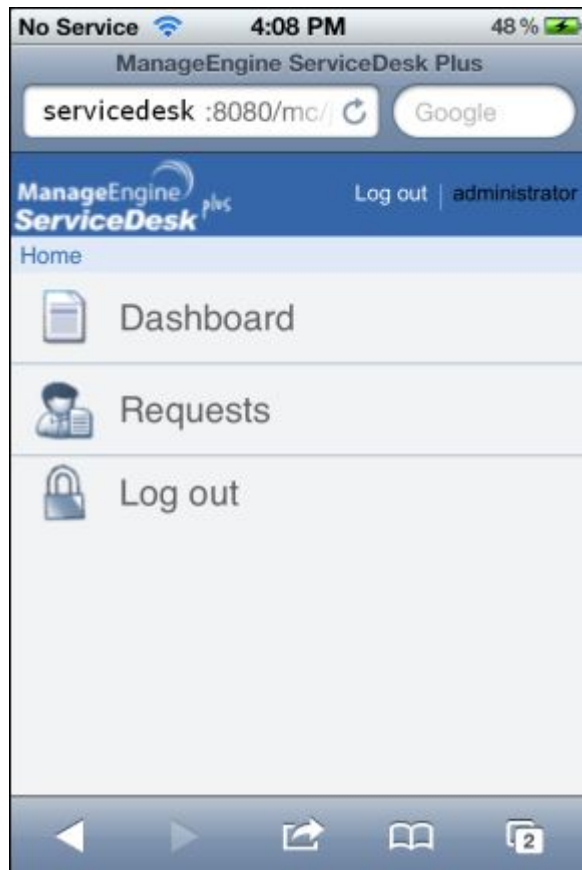 No Service 4:08 PM 48 %
ManageEngine ServiceDesk Plus
servicedesk :8080/mc/ Google
ManageEngine
ServiceDesk plus Log out | administrator
Home
Dashboard
Requests
Log out
2